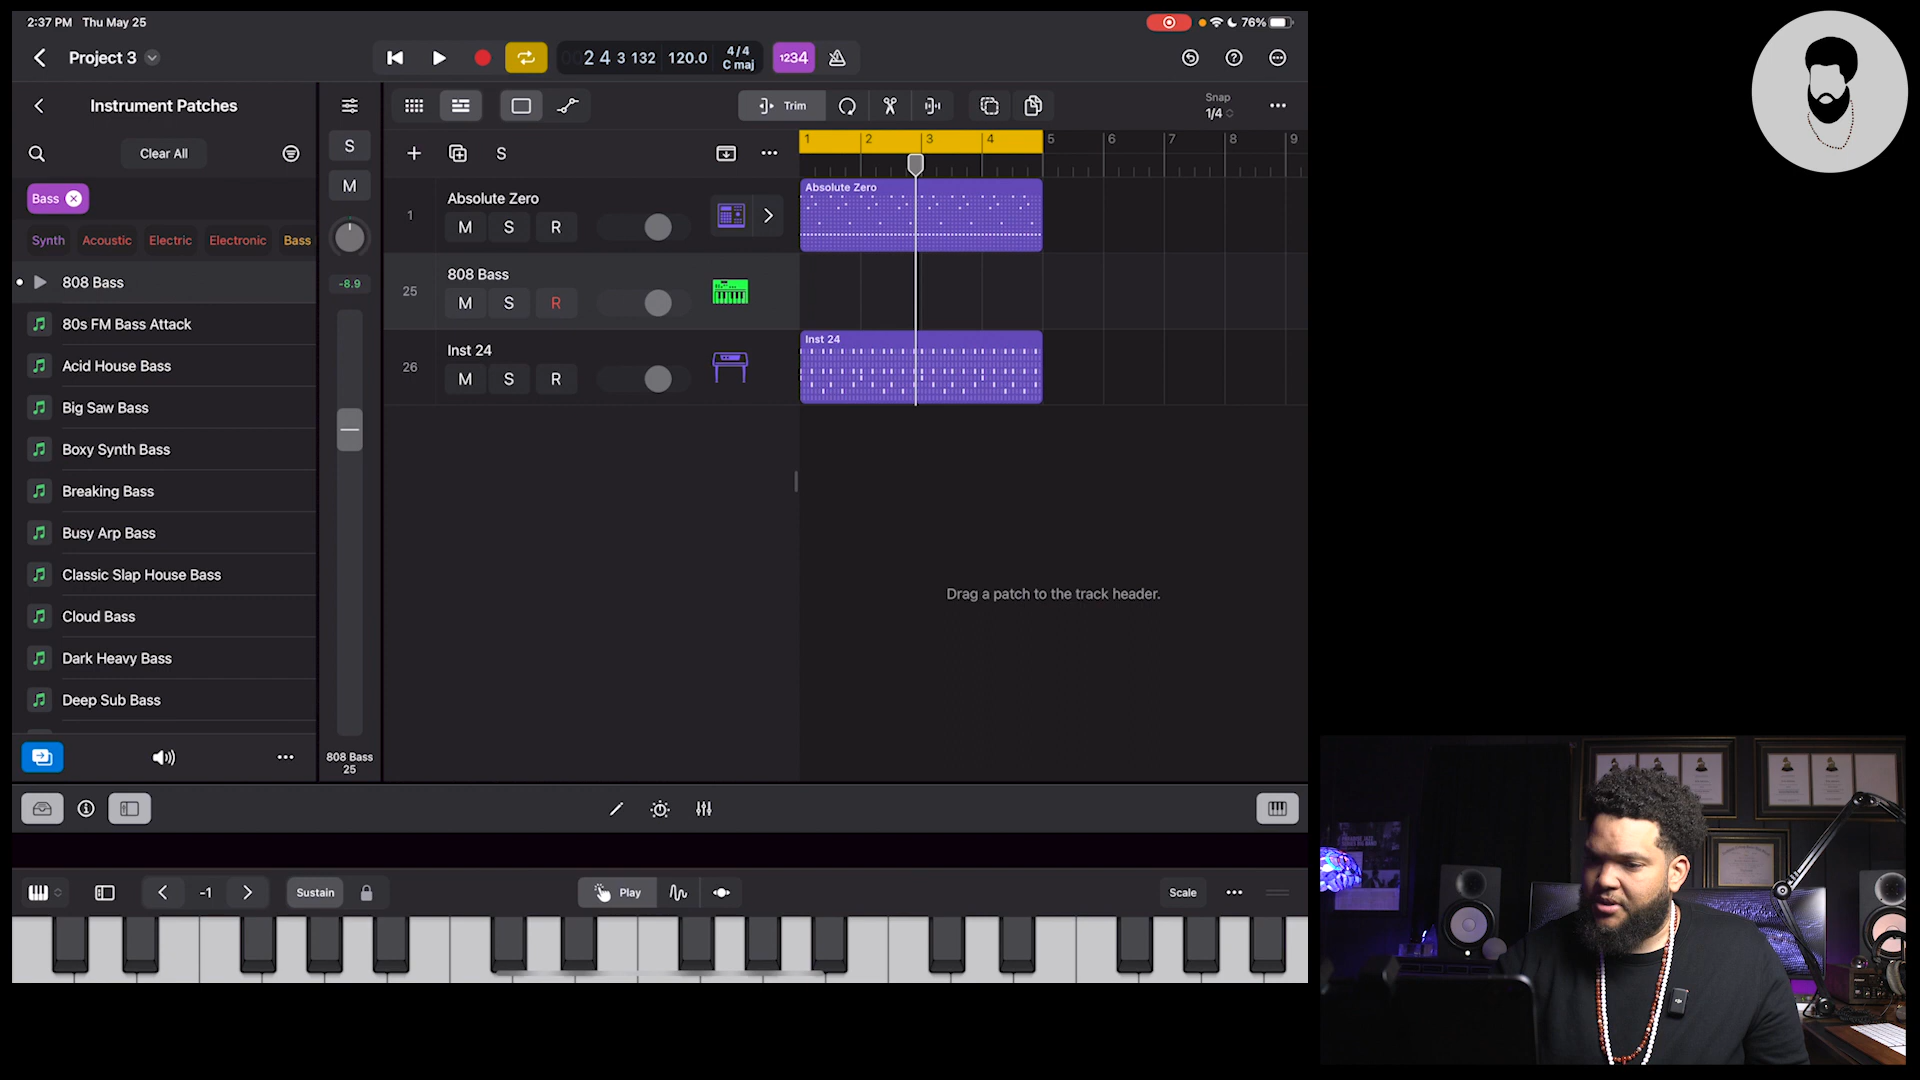 2:37 PM Thu May 25
76%
Project 3
2 4 3 132 120.0 4/4
C maj
1234
Instrument Patches
Trim
Snap
1/4
Clear All
S
S
1 2 3 4 5 6 7 8 9
M
Bass
Synth Acoustic Electric Electronic Bass
-8.9
808 Bass
80s FM Bass Attack
Acid House Bass
Big Saw Bass
Boxy Synth Bass
Breaking Bass
Busy Arp Bass
Classic Slap House Bass
Cloud Bass
Dark Heavy Bass
Deep Sub Bass
808 Bass
25
1
Absolute Zero
M S R
Absolute Zero
25
808 Bass
M S R
26
Inst 24
M S R
Inst 24
Drag a patch to the track header.
-1
Sustain
Play
Scale